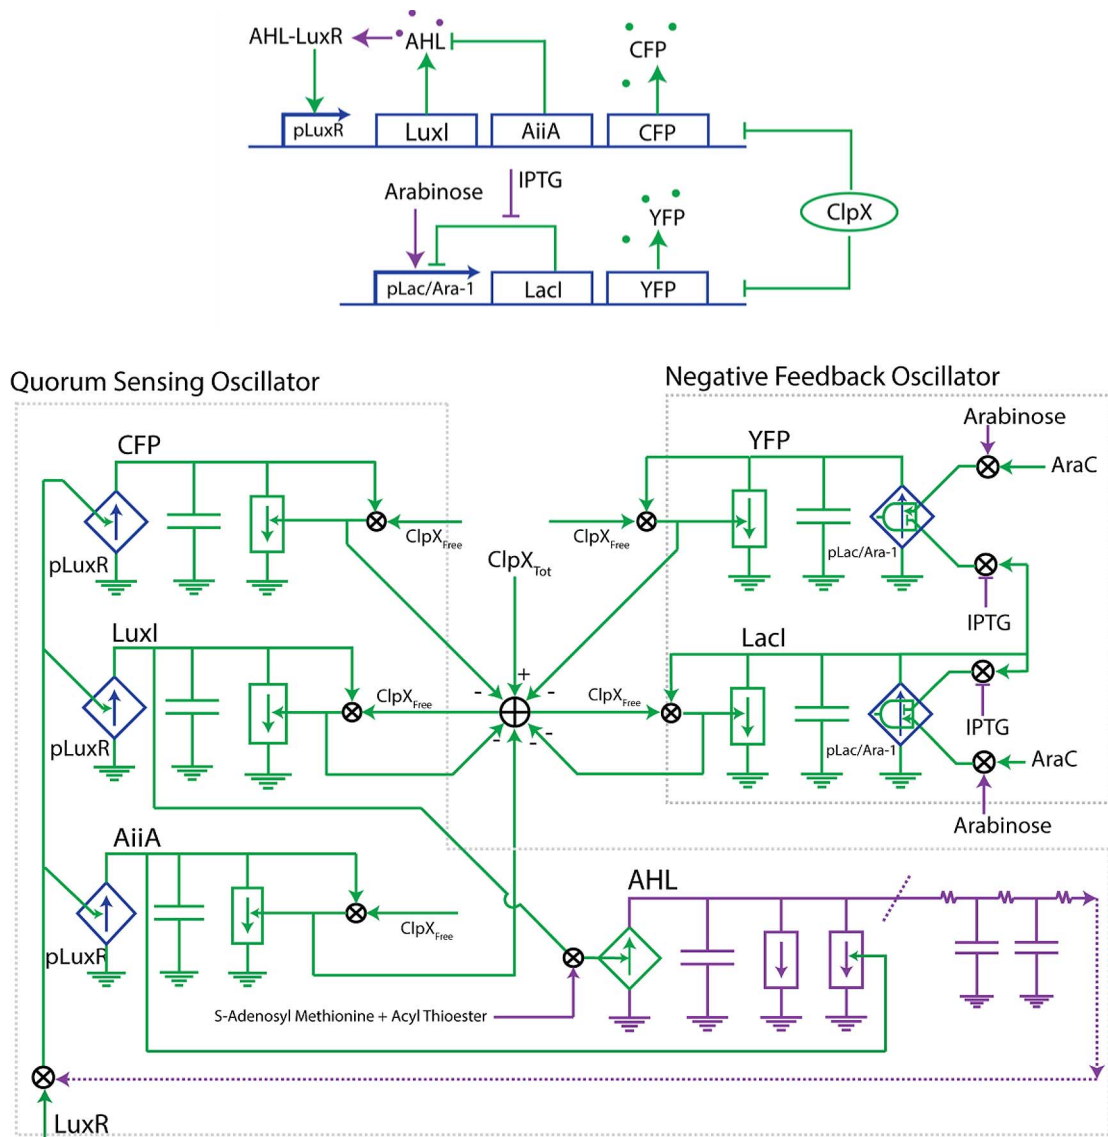 AHL-LuxR
AHL
CFP
pLuxR
LuxI
AiiA
CFP
Arabinose
IPTG
YFP
ClpX
pLac/Ara-1
LacI
YFP
Quorum Sensing Oscillator
Negative Feedback Oscillator
CFP
YFP
Arabinose
AraC
ClpXFree
ClpXFree
pLuxR
pLac/Ara-1
ClpXTot
IPTG
LuxI
LacI
+
-
-
ClpXFree
ClpXFree
IPTG
pLuxR
pLac/Ara-1
-
-
-
AraC
Arabinose
AiiA
AHL
ClpXFree
pLuxR
S-Adenosyl Methionine + Acyl Thioester
LuxR